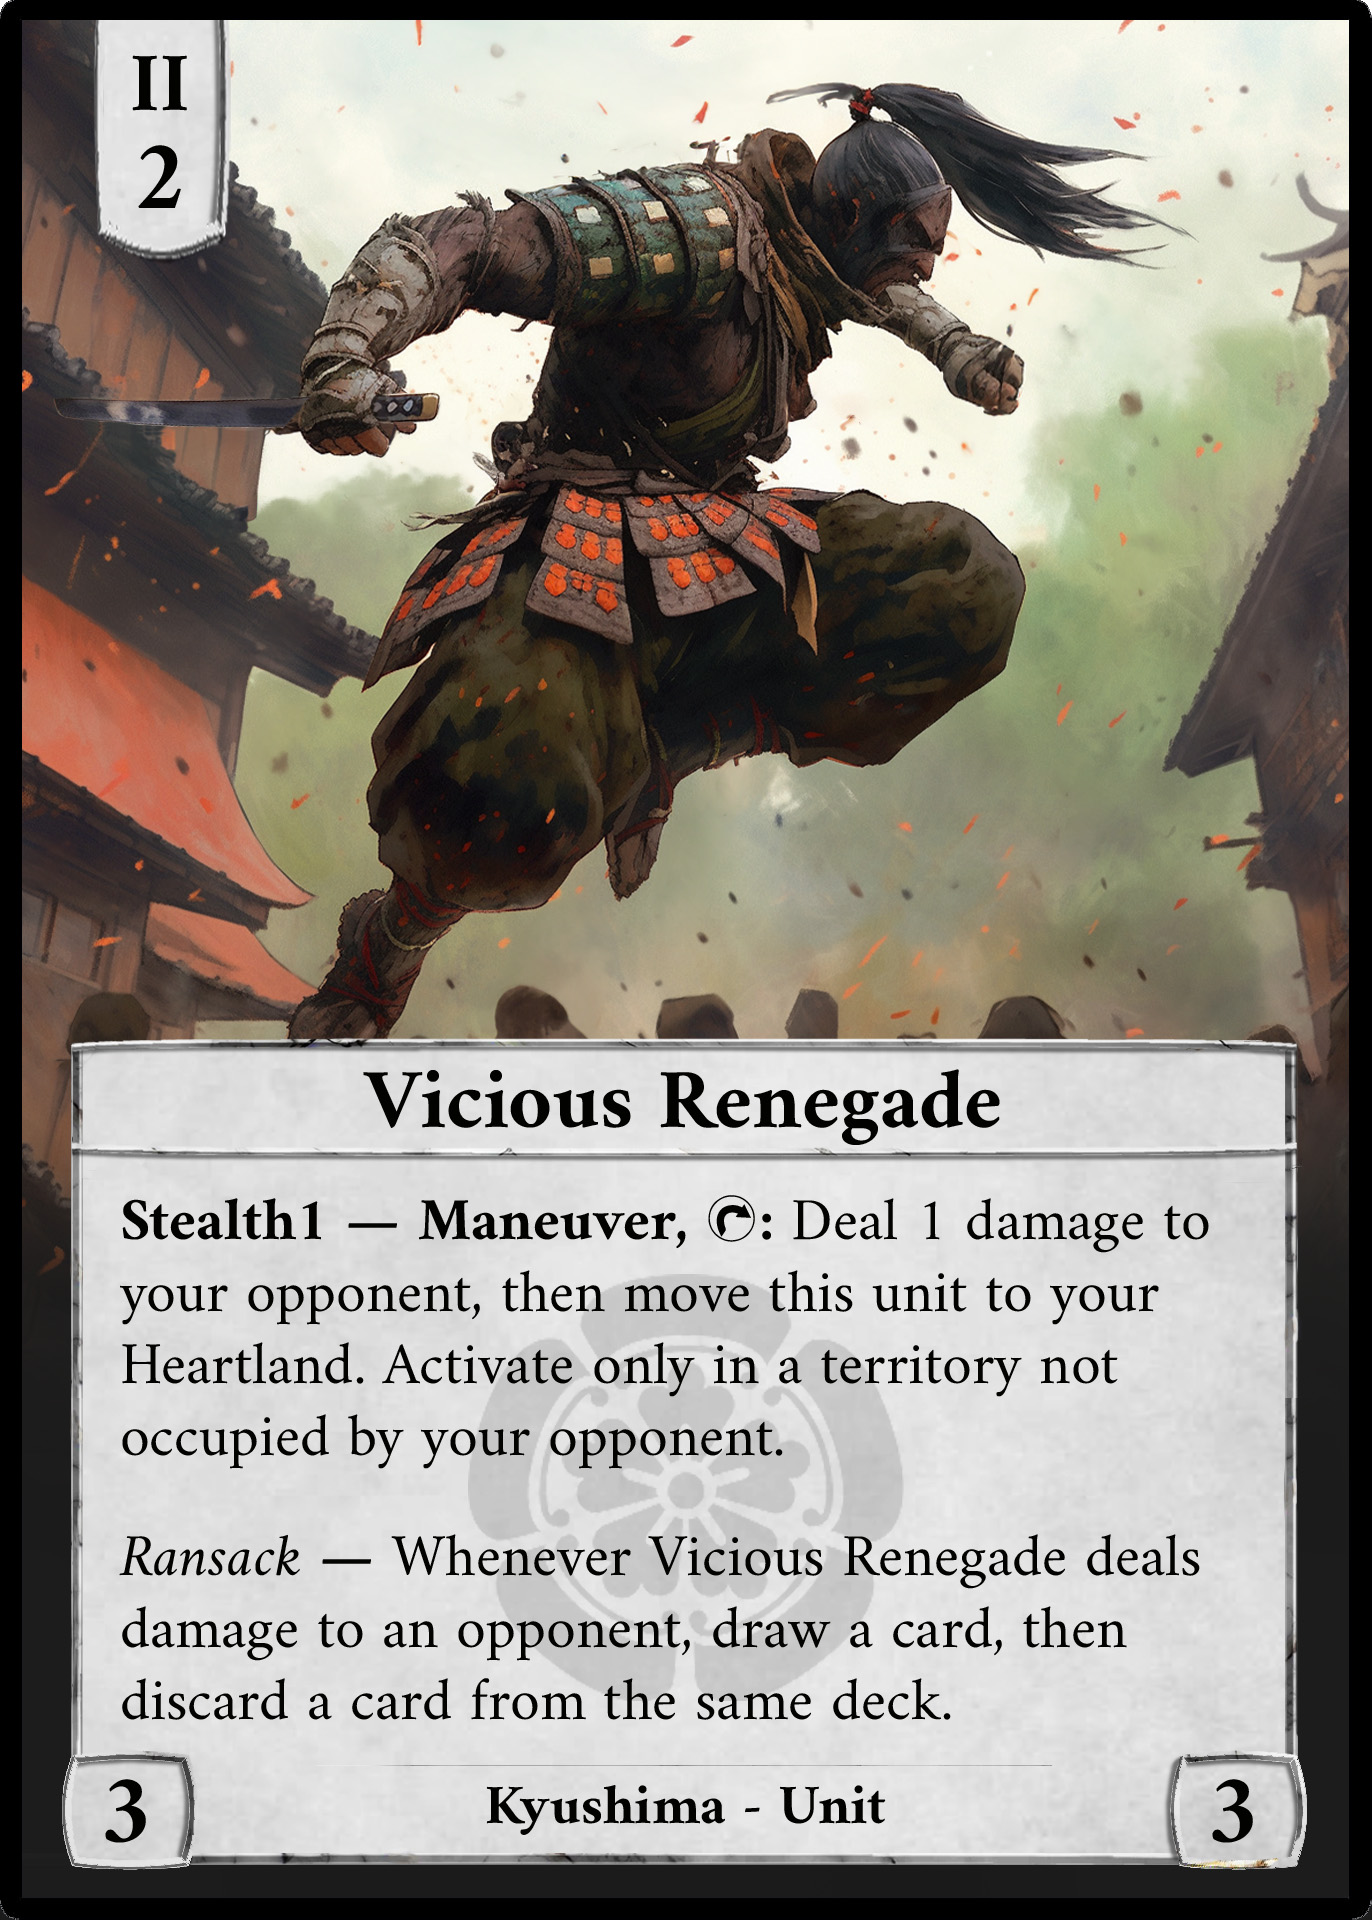 II
2
Vicious Renegade
Stealth1 — Maneuver, : Deal 1 damage to
your opponent, then move this unit to your
Heartland. Activate only in a territory not
occupied by your opponent.
Ransack — Whenever Vicious Renegade deals
damage to an opponent, draw a card, then
discard a card from the same deck.
3
Kyushima - Unit
3